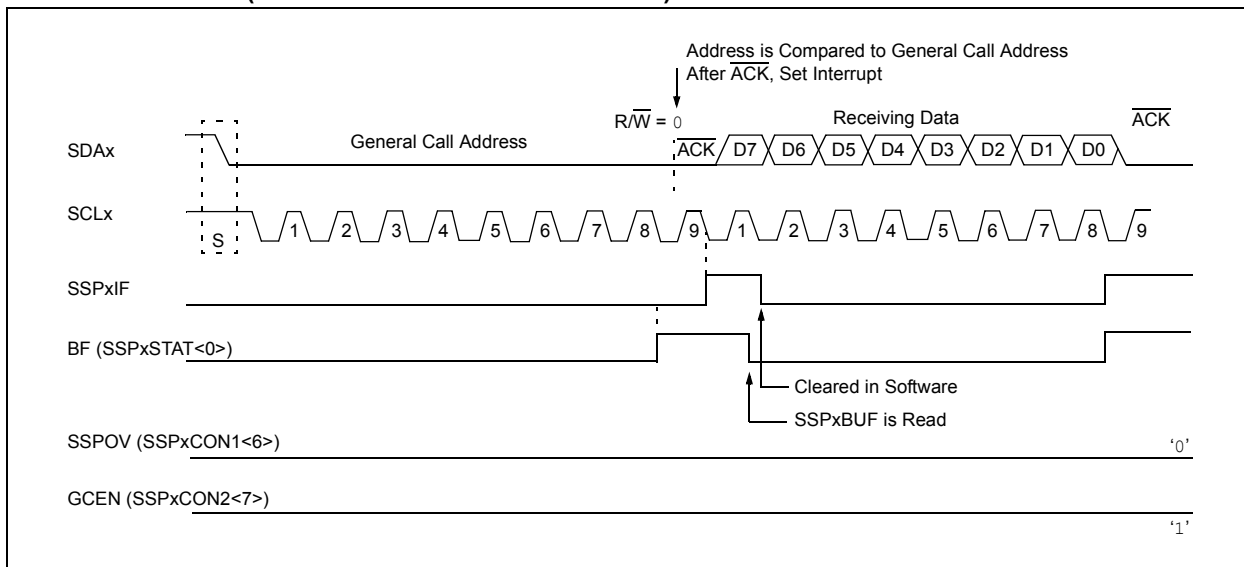 Address is Compared to General Call Address
After ACK, Set Interrupt
R/W = 0
Receiving Data
ACK
SDAx
General Call Address
ACK
D7 D6 D5 D4 D3 D2 D1 D0
SCLx
S
1 2 3 4 5 6 7 8 9 1 2 3 4 5 6 7 8 9
SSPxIF
BF (SSPxSTAT<0>)
Cleared in Software
SSPxBUF is Read
SSPOV (SSPxCON1<6>)
‘0’
GCEN (SSPxCON2<7>)
‘1’